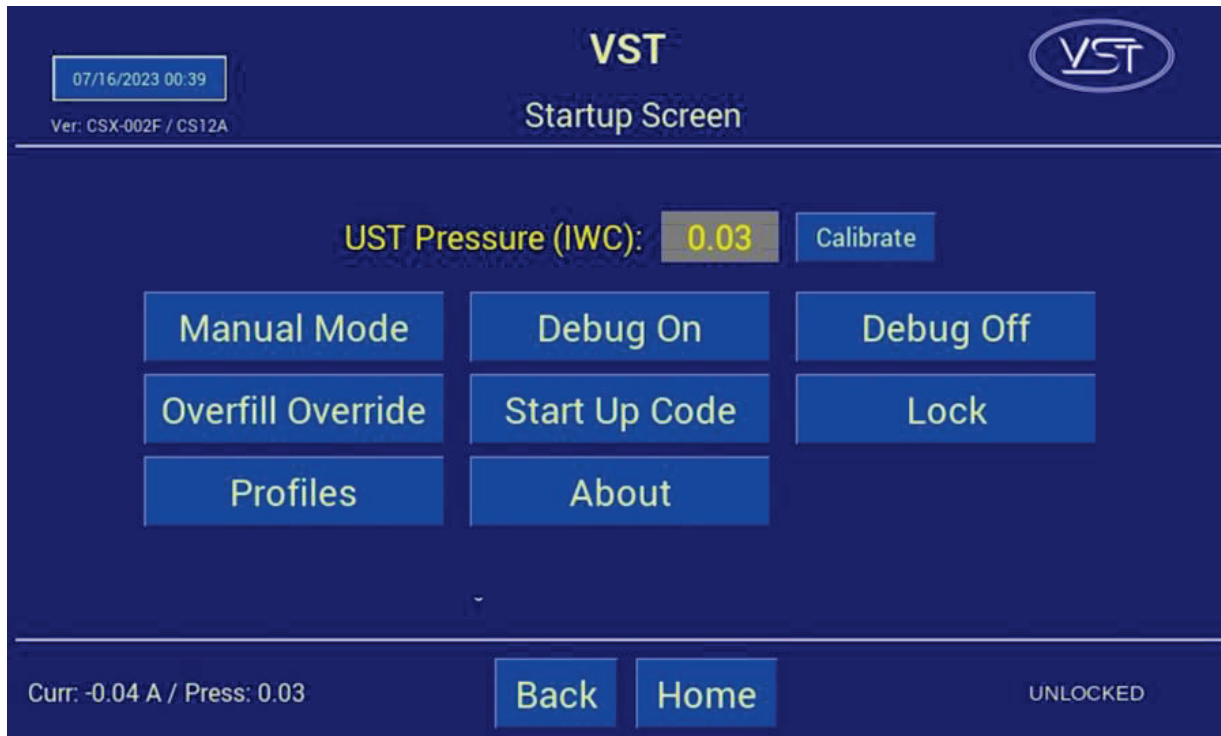 VST
VST
07/16/2023 00:39
Startup Screen
Ver: CSX-002F / CS12A
UST Pressure (IWC): 0.03 Calibrate
Manual Mode Debug On Debug Off
Overfill Override Start Up Code Lock
Profiles About
Curr: -0.04 A / Press: 0.03 Back Home UNLOCKED